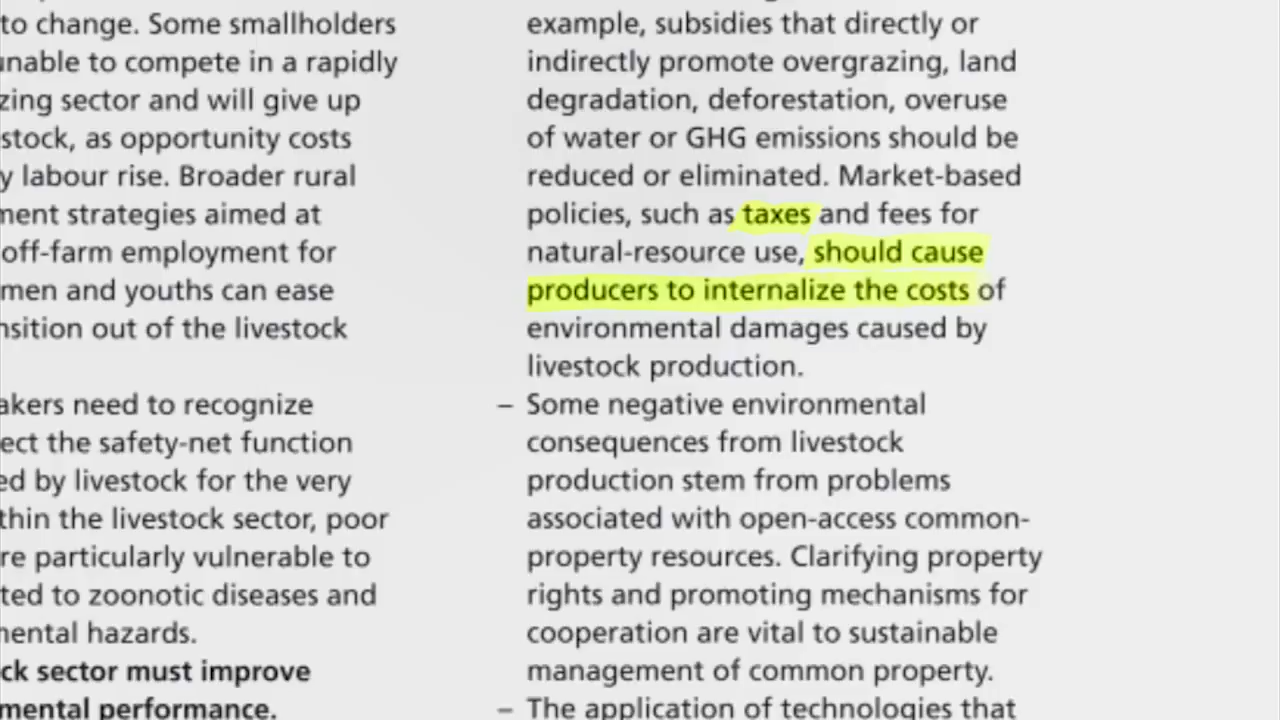 to change. Some smallholders
unable to compete in a rapidly
zing sector and will give up
stock, as opportunity costs
y labour rise. Broader rural
ment strategies aimed at
off-farm employment for
men and youths can ease
nsition out of the livestock
akers need to recognize
ect the safety-net function
ed by livestock for the very
thin the livestock sector, poor
re particularly vulnerable to
ted to zoonotic diseases and
mental hazards.
ck sector must improve
mental performance.
example, subsidies that directly or
indirectly promote overgrazing, land
degradation, deforestation, overuse
of water or GHG emissions should be
reduced or eliminated. Market-based
policies, such as taxes and fees for
natural-resource use, should cause
producers to internalize the costs of
environmental damages caused by
livestock production.
– Some negative environmental
consequences from livestock
production stem from problems
associated with open-access common-
property resources. Clarifying property
rights and promoting mechanisms for
cooperation are vital to sustainable
management of common property.
– The application of technologies that